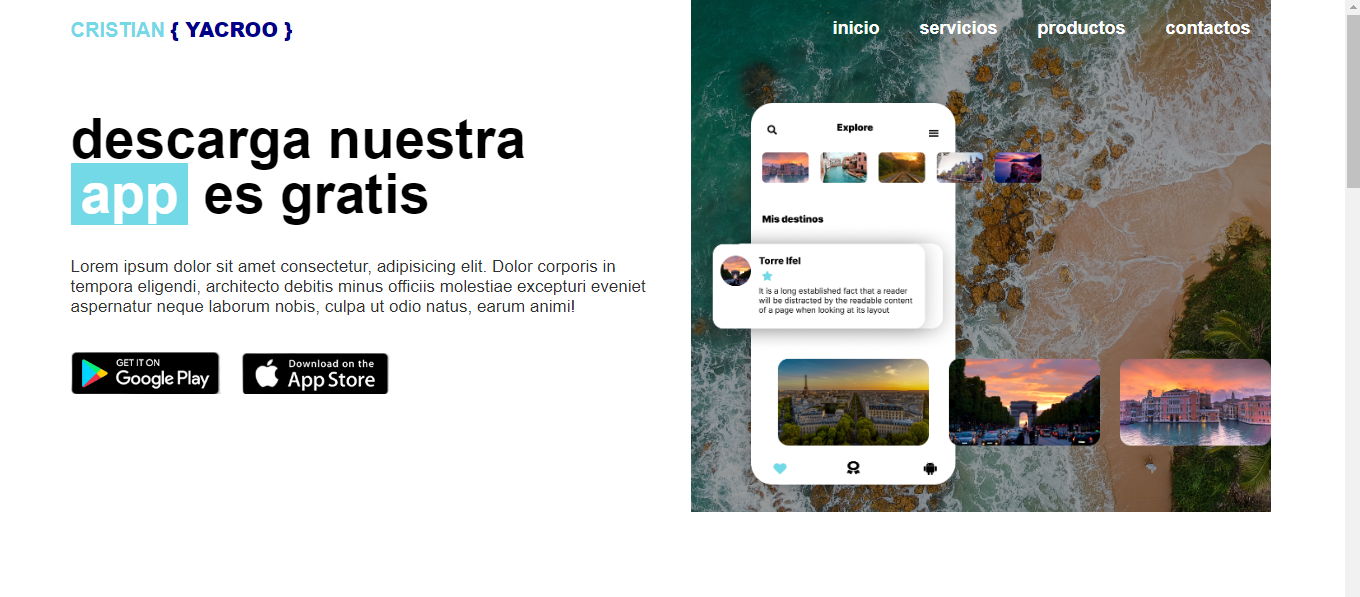 CRISTIAN { YACROO }
inicio servicios productos contactos
descarga nuestra
app es gratis
Lorem ipsum dolor sit amet consectetur, adipisicing elit. Dolor corporis in
tempora eligendi, architecto debitis minus officiis molestiae excepturi eveniet
aspernatur neque laborum nobis, culpa ut odio natus, earum animi!
GET IT ON
Google Play
Download on the
App Store
Explore
Mis destinos
Torre Ifel
It is a long established fact that a reader
will be distracted by the readable content
of a page when looking at its layout